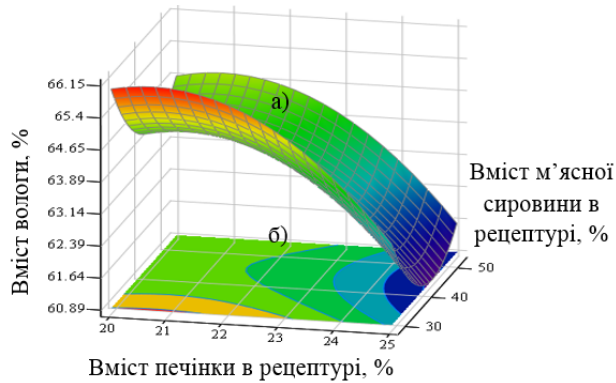 66.15
65.4
64.65
63.89
63.14
62.39
61.64
60.89
Вміст вологи, %
а)
б)
20
21
22
23
24
25
Вміст печінки в рецептурі, %
30
40
50
Вміст м’ясної
сировини в
рецептурі, %